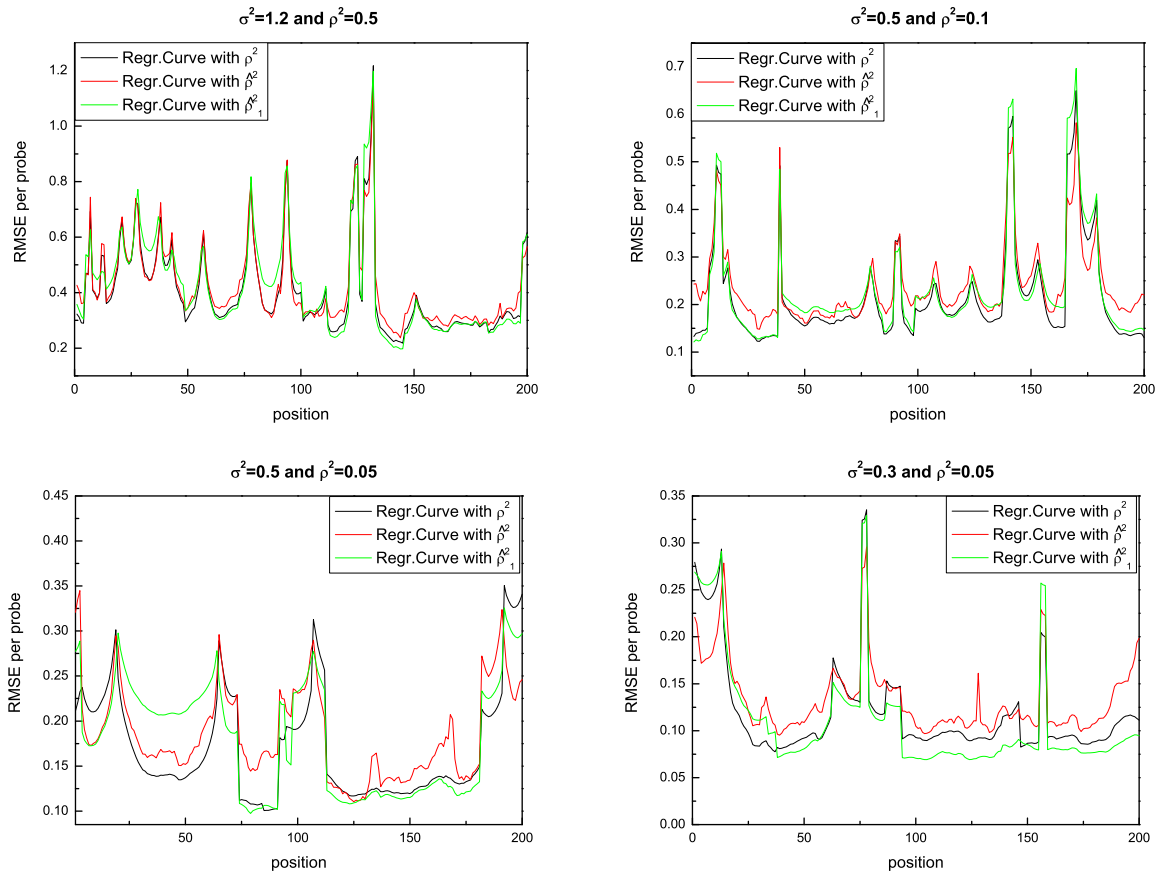 σ²=1.2 and ρ²=0.5
Regr.Curve with ρ²
Regr.Curve with ρ̂²
Regr.Curve with ρ̂²₁
RMSE per probe
1.2
1.0
0.8
0.6
0.4
0.2
0 50 100 150 200
position
σ²=0.5 and ρ²=0.1
Regr.Curve with ρ²
Regr.Curve with ρ̂²
Regr.Curve with ρ̂²₁
RMSE per probe
0.7
0.6
0.5
0.4
0.3
0.2
0.1
0 50 100 150 200
position
σ²=0.5 and ρ²=0.05
Regr.Curve with ρ²
Regr.Curve with ρ̂²
Regr.Curve with ρ̂²₁
RMSE per probe
0.45
0.40
0.35
0.30
0.25
0.20
0.15
0.10
50 100 150 200
position
σ²=0.3 and ρ²=0.05
Regr.Curve with ρ²
Regr.Curve with ρ̂²
Regr.Curve with ρ̂²₁
RMSE per probe
0.35
0.30
0.25
0.20
0.15
0.10
0.05
0.00
0 50 100 150 200
position